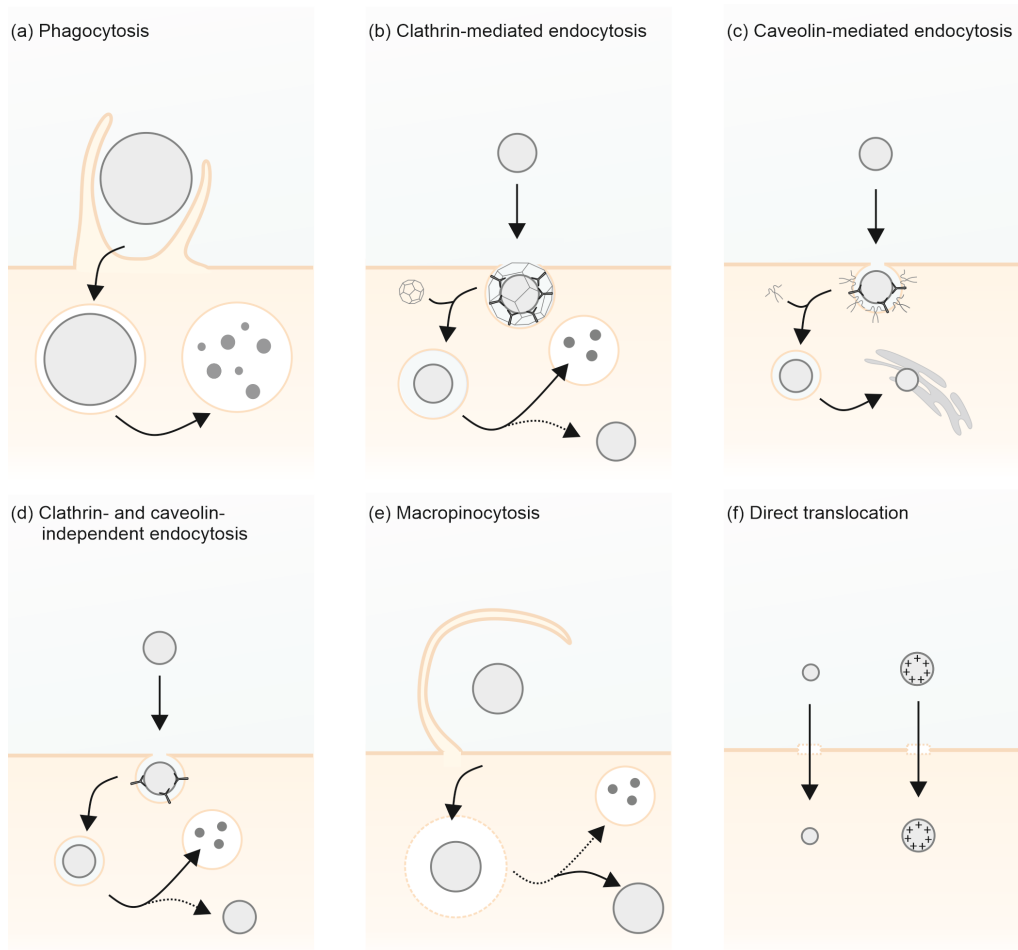 (a) Phagocytosis
(b) Clathrin-mediated endocytosis
(c) Caveolin-mediated endocytosis
(d) Clathrin- and caveolin-
independent endocytosis
(e) Macropinocytosis
(f) Direct translocation
+ + + + + + +
+ + + + + + +